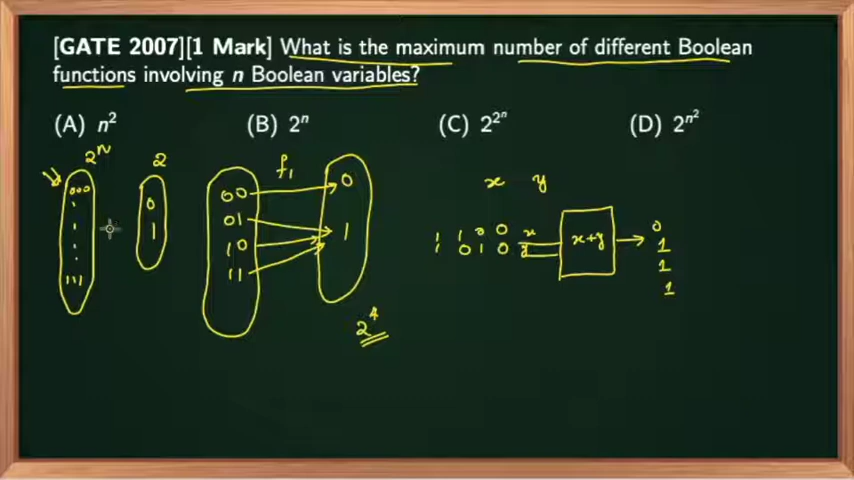 [GATE 2007][1 Mark] What is the maximum number of different Boolean
functions involving n Boolean variables?
(A) n² (B) 2ⁿ (C) 2^{2^n} (D) 2^{n²}
2ⁿ 2 f₁
000 0
1
111
00 0
01
10 1
11
2⁴
x y
1 1 0 0 x
1 0 1 0 y
x+y
0
1
1
1